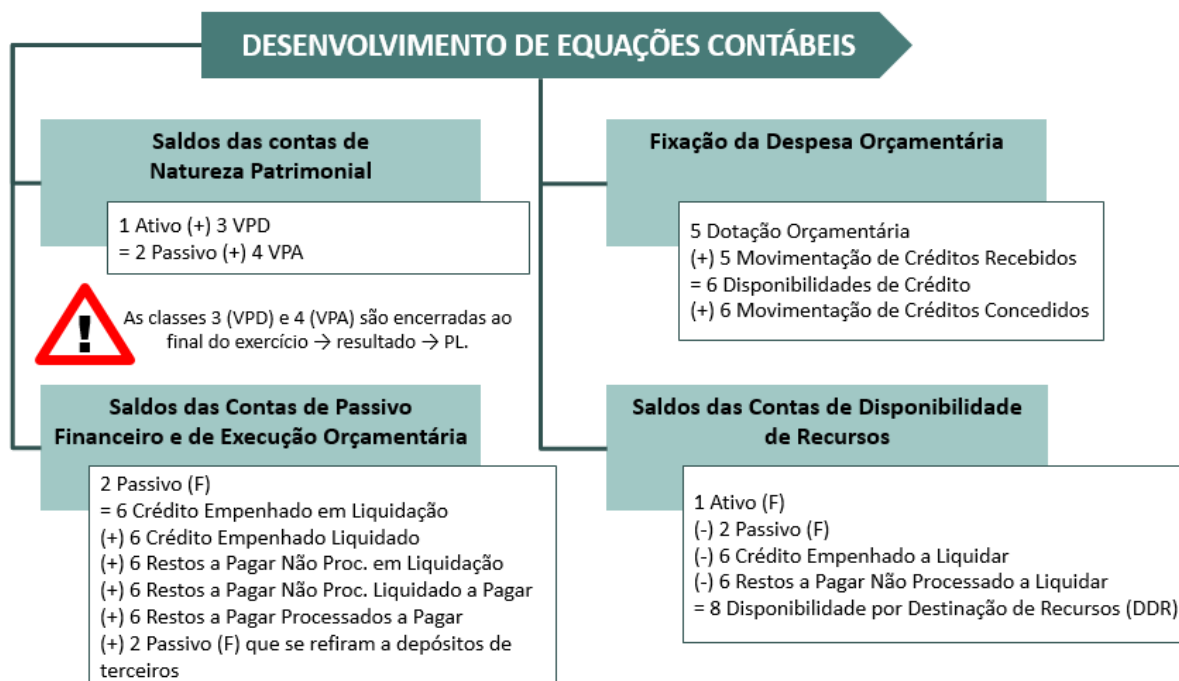 DESENVOLVIMENTO DE EQUAÇÕES CONTÁBEIS
Saldos das contas de
Natureza Patrimonial
1 Ativo (+) 3 VPD
= 2 Passivo (+) 4 VPA
!
As classes 3 (VPD) e 4 (VPA) são encerradas ao
final do exercício → resultado → PL.
Saldos das Contas de Passivo
Financeiro e de Execução Orçamentária
2 Passivo (F)
= 6 Crédito Empenhado em Liquidação
(+) 6 Crédito Empenhado Liquidado
(+) 6 Restos a Pagar Não Proc. em Liquidação
(+) 6 Restos a Pagar Não Proc. Liquidado a Pagar
(+) 6 Restos a Pagar Processados a Pagar
(+) 2 Passivo (F) que se refiram a depósitos de
terceiros
Fixação da Despesa Orçamentária
5 Dotação Orçamentária
(+) 5 Movimentação de Créditos Recebidos
= 6 Disponibilidades de Crédito
(+) 6 Movimentação de Créditos Concedidos
Saldos das Contas de Disponibilidade
de Recursos
1 Ativo (F)
(-) 2 Passivo (F)
(-) 6 Crédito Empenhado a Liquidar
(-) 6 Restos a Pagar Não Processado a Liquidar
= 8 Disponibilidade por Destinação de Recursos (DDR)